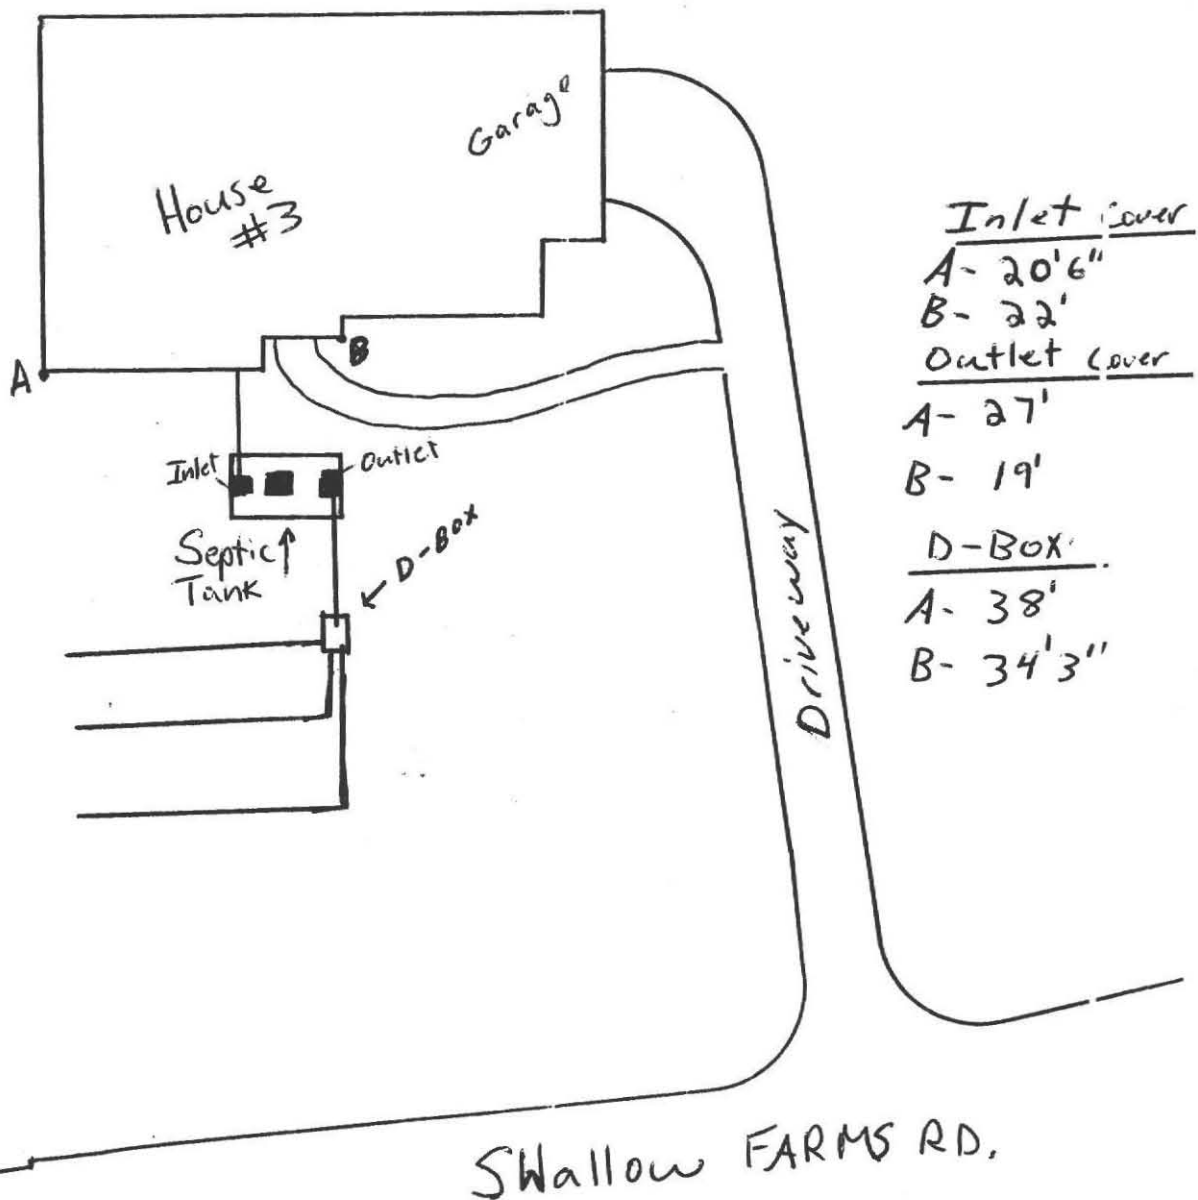 Garage
House
#3
A
B
Inlet
Outlet
Septic
Tank
D-Box
Driveway
Inlet Cover
A- 20'6"
B- 22'
Outlet Cover
A- 27'
B- 19'
D-Box
A- 38'
B- 34'3"
SWallow FARMS RD.